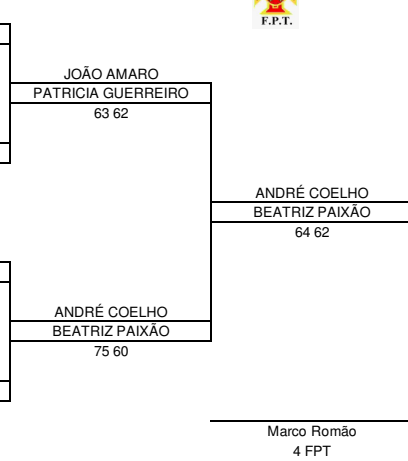 F.P.T.
JOÃO AMARO
PATRICIA GUERREIRO
63 62
ANDRÉ COELHO
BEATRIZ PAIXÃO
64 62
ANDRÉ COELHO
BEATRIZ PAIXÃO
75 60
Marco Romão
4 FPT